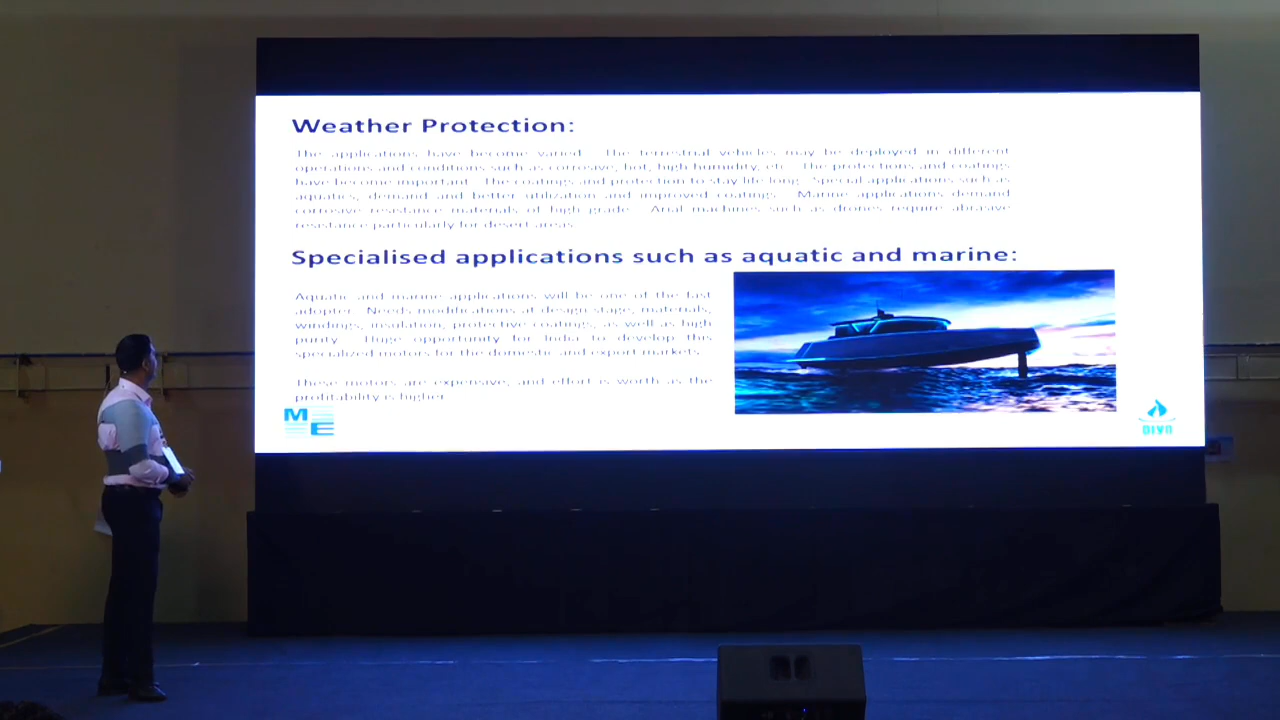 Weather Protection:
The applications have become varied. The terrestrial vehicles may be deployed in different
operations and conditions such as corrosive, hot, high humidity, etc. The protections and coatings
have become important. The coatings and protection to stay life long. Special applications such as
aquatics, demand and better utilization and improved coatings. Marine applications demand
corrosive resistance materials of high grade. Arial machines such as drones require abrasive
resistance particularly for desert areas.
Specialised applications such as aquatic and marine:
Aquatic and marine applications will be one of the fast
adopter. Needs modifications at design stage, materials,
windings, insulation, protective coatings, as well as high
purity. Huge opportunity for India to develop this
specialized motors for the domestic and export markets.
These motors are expensive, and effort is worth as the
profitability is higher.
M
E